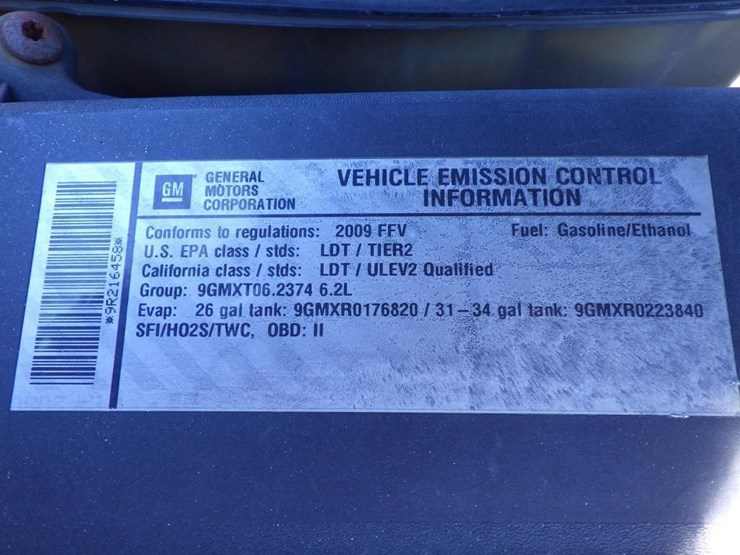 GM
GENERAL
MOTORS
CORPORATION
VEHICLE EMISSION CONTROL
INFORMATION
Conforms to regulations: 2009 FFV
Fuel: Gasoline/Ethanol
U.S. EPA class / stds: LDT / TIER2
California class / stds: LDT / ULEV2 Qualified
Group: 9GMXT06.2374 6.2L
Evap: 26 gal tank: 9GMXR0176820 / 31-34 gal tank: 9GMXR0223840
SFI/HO2S/TWC, OBD: II
*9R216458*